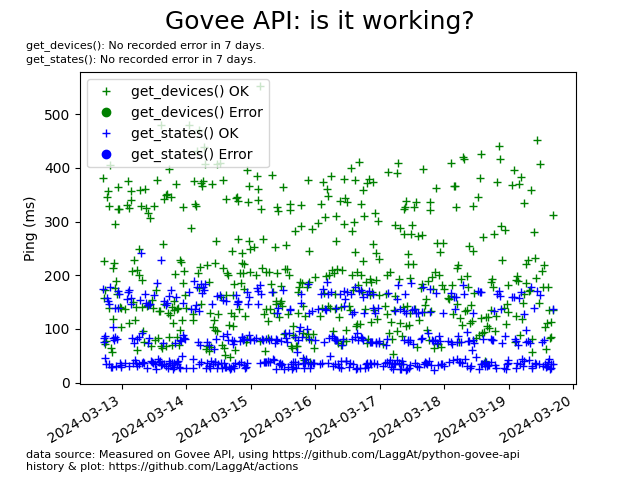 Govee API: is it working?
get_devices(): No recorded error in 7 days.
get_states(): No recorded error in 7 days.
get_devices() OK
get_devices() Error
get_states() OK
get_states() Error
Ping (ms)
500
400
300
200
100
0
2024-03-13
2024-03-14
2024-03-15
2024-03-16
2024-03-17
2024-03-18
2024-03-19
2024-03-20
data source: Measured on Govee API, using https://github.com/LaggAt/python-govee-api
history & plot: https://github.com/LaggAt/actions